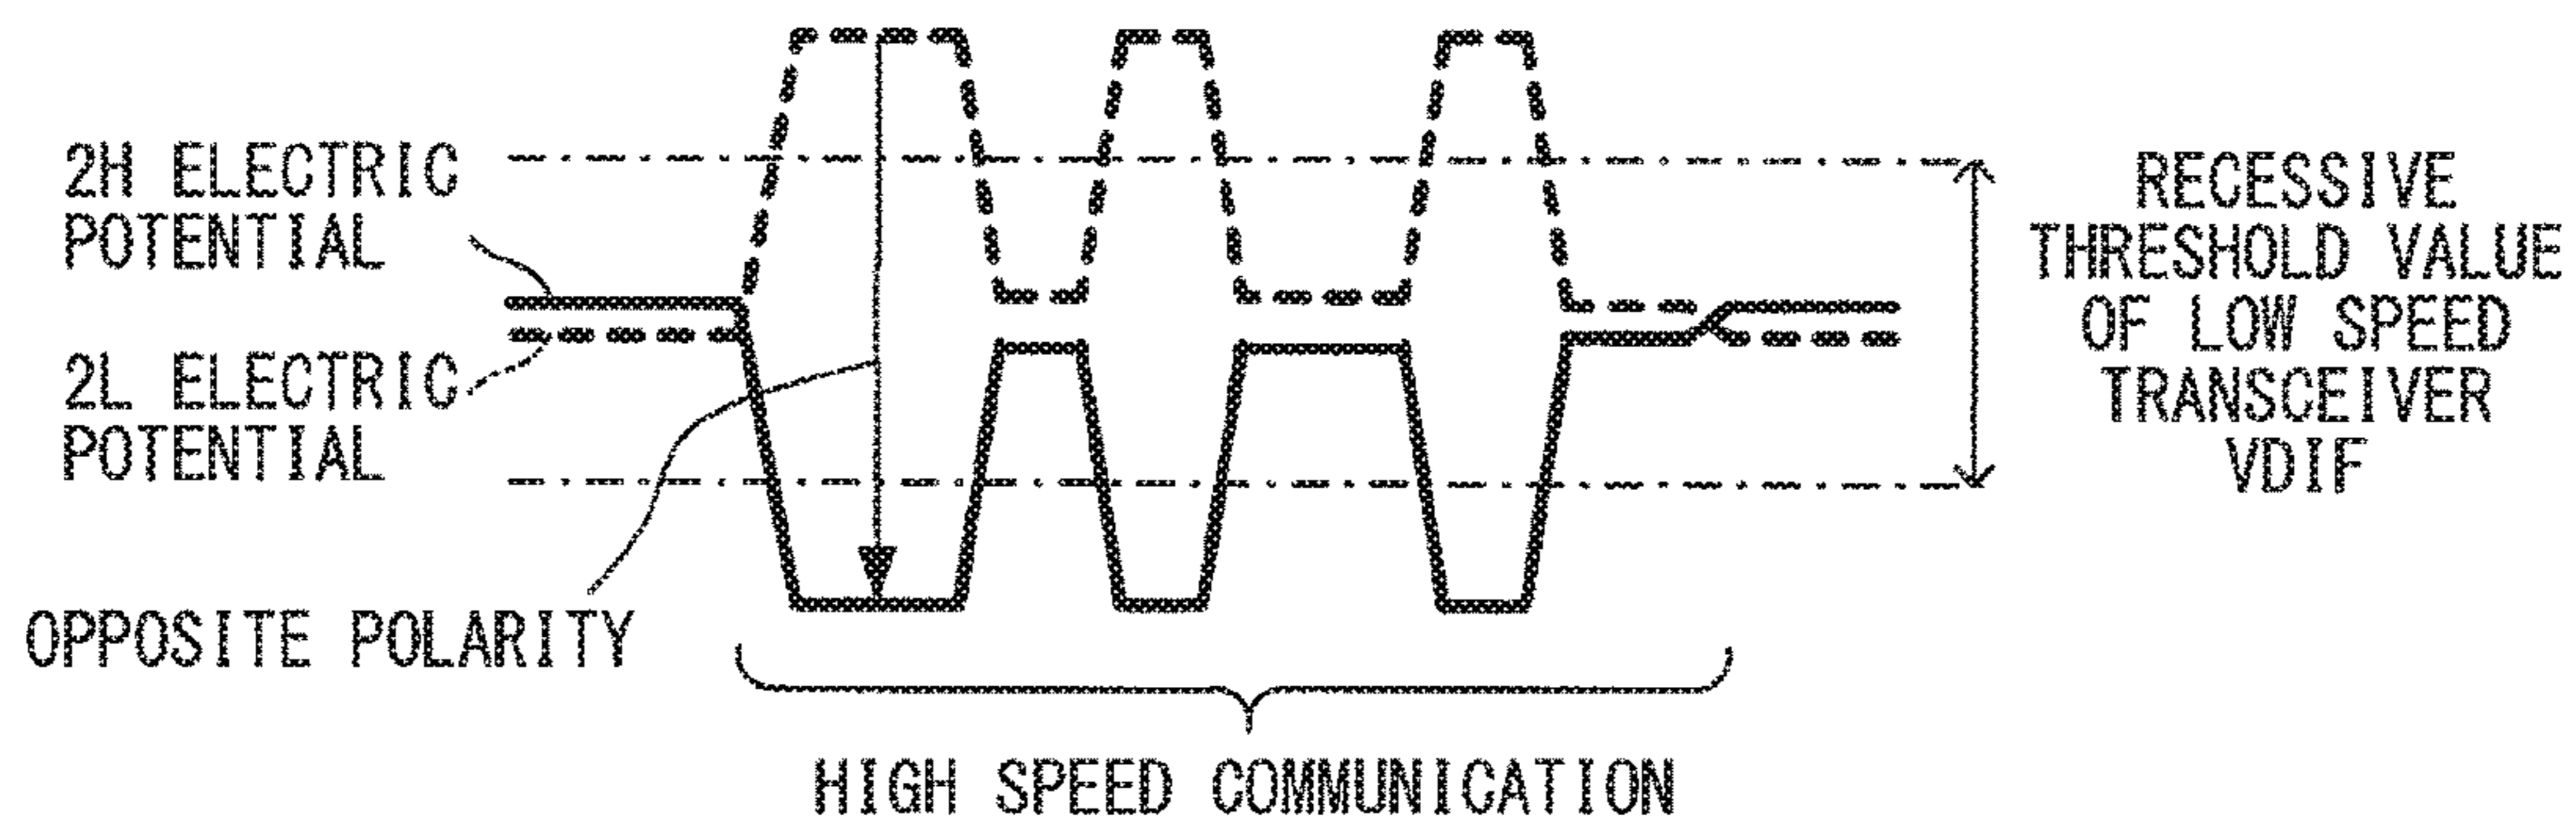 2H ELECTRIC
POTENTIAL
2L ELECTRIC
POTENTIAL
OPPOSITE POLARITY
HIGH SPEED COMMUNICATION
RECESSIVE
THRESHOLD VALUE
OF LOW SPEED
TRANSCEIVER
VDIF